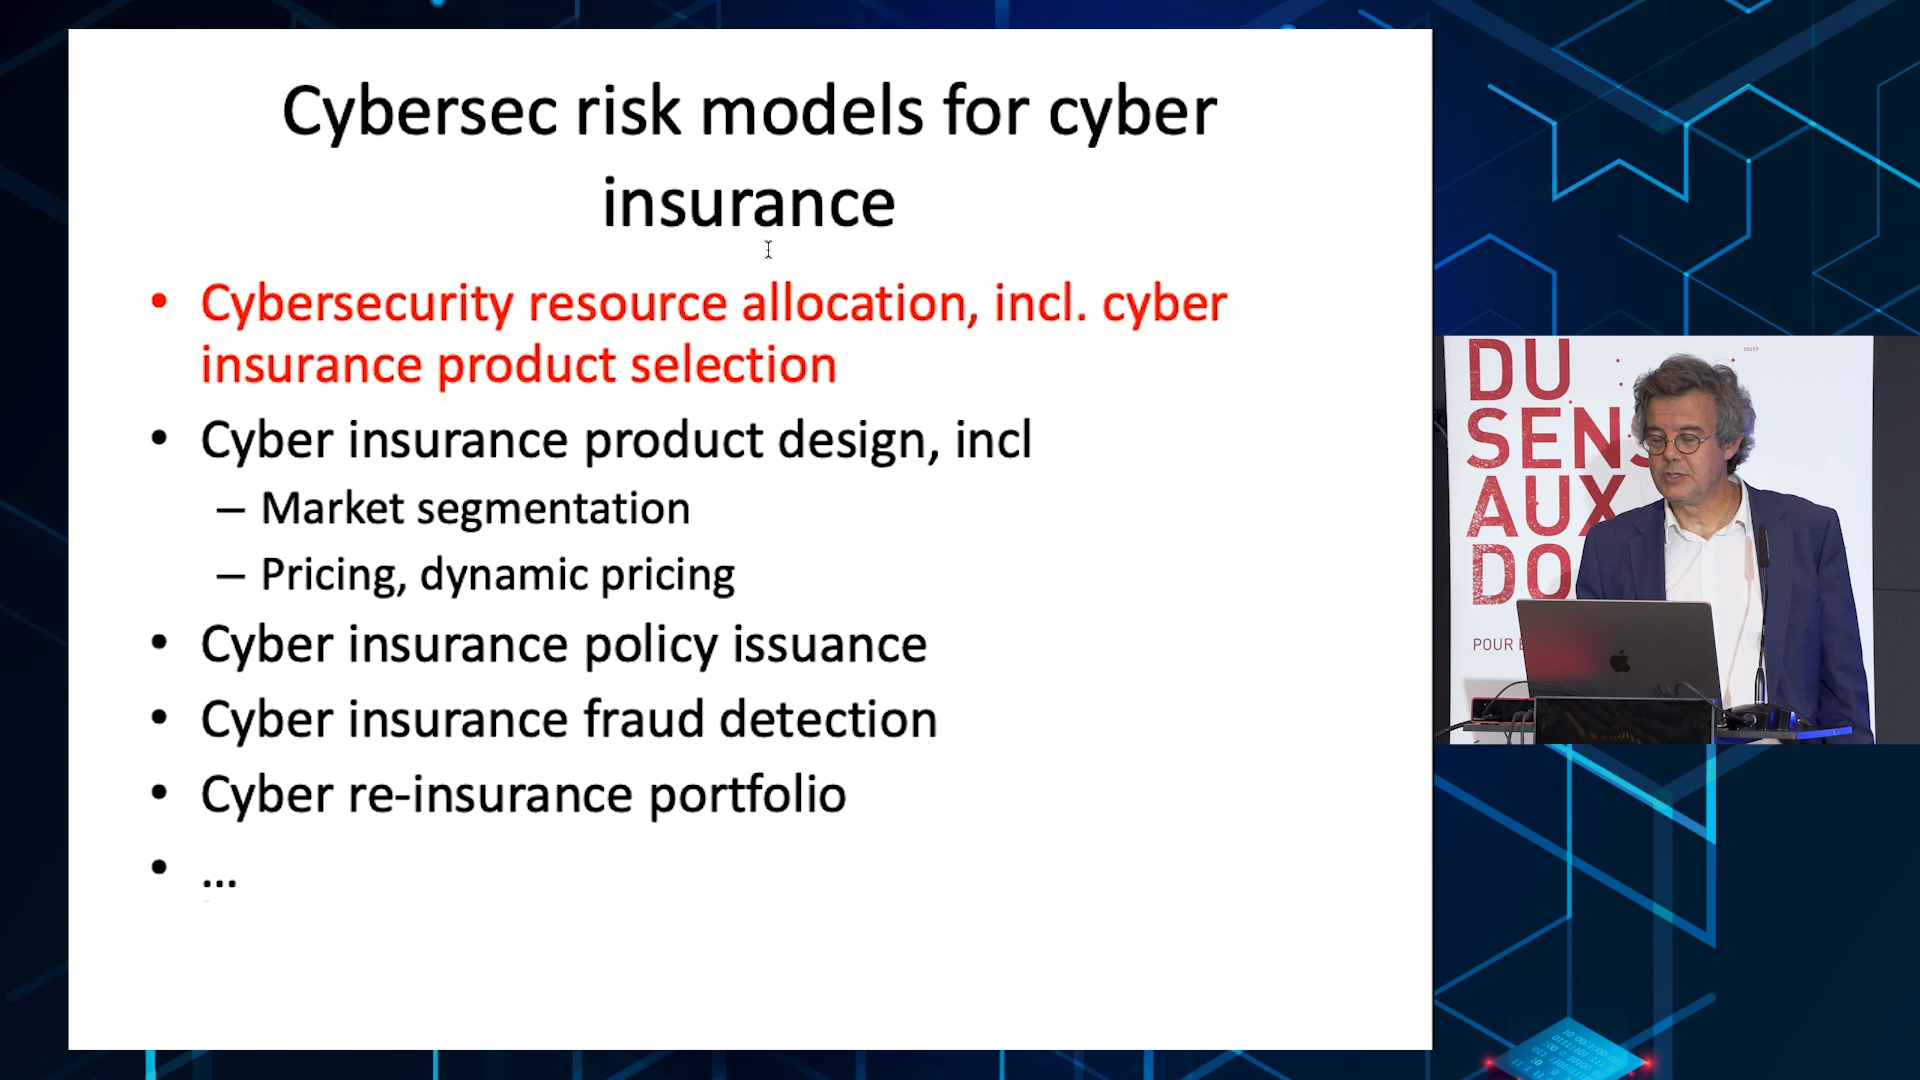 Cybersec risk models for cyber
insurance
• Cybersecurity resource allocation, incl. cyber
insurance product selection
• Cyber insurance product design, incl
– Market segmentation
– Pricing, dynamic pricing
• Cyber insurance policy issuance
• Cyber insurance fraud detection
• Cyber re-insurance portfolio
• ...
DU
SENS
AUX
DO
POUR